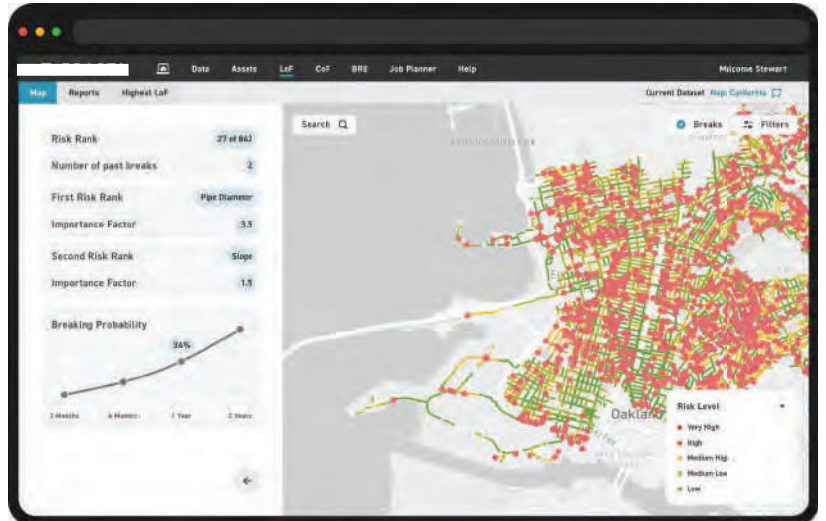 Data Assets LoF CoF BRE Job Planner Help Milcome Stewart
Map Reports Highest LoF Current Dataset Map: California
Search Breaks Filters
Risk Rank 27 of 842
Number of past breaks 2
First Risk Rank Pipe Diameter
Importance Factor 3.5
Second Risk Rank Slope
Importance Factor 1.5
Breaking Probability
34%
3 Months 6 Months 1 Year 2 Years
Oakland
Risk Level
Very High
High
Medium High
Medium Low
Low